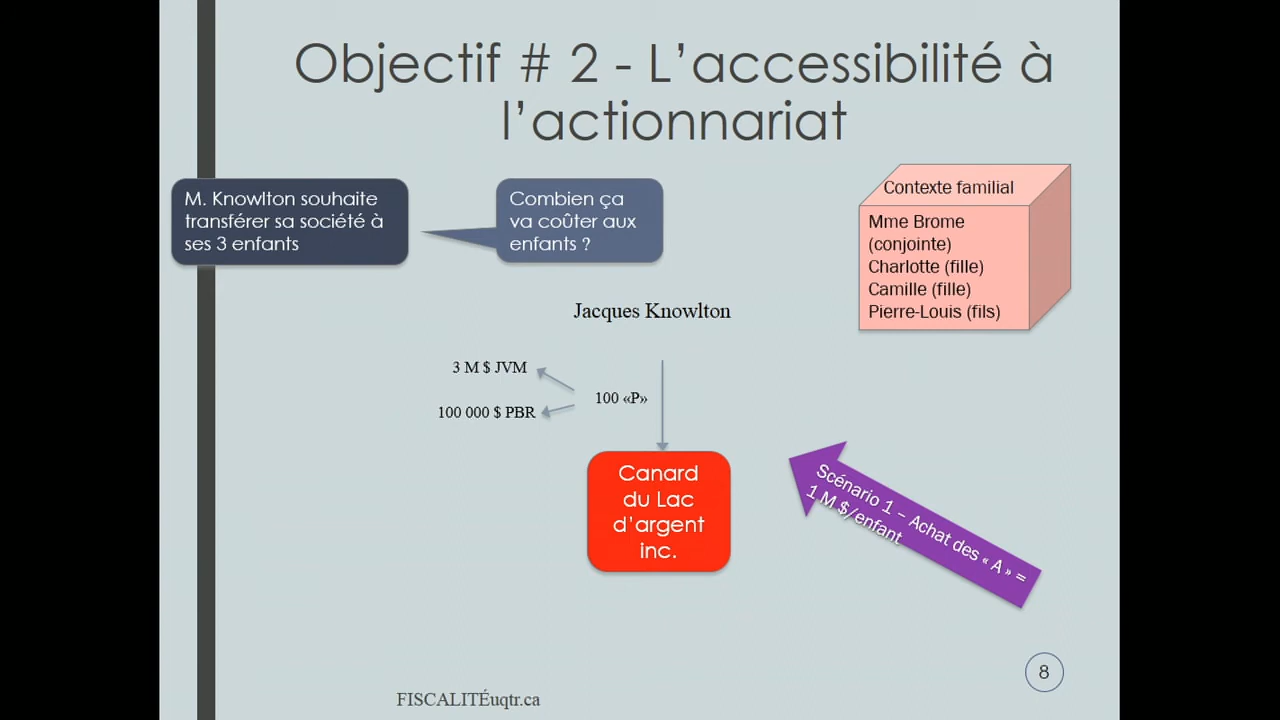 Objectif # 2 - L’accessibilité à
l’actionnariat
M. Knowlton souhaite
transférer sa société à
ses 3 enfants
Combien ça
va coûter aux
enfants ?
Contexte familial
Mme Brome
(conjointe)
Charlotte (fille)
Camille (fille)
Pierre-Louis (fils)
Jacques Knowlton
3 M $ JVM
100 «P»
100 000 $ PBR
Canard
du Lac
d’argent
inc.
Scénario 1 – Achat des « A » =
1 M $/enfant
8
FISCALITÉuqtr.ca